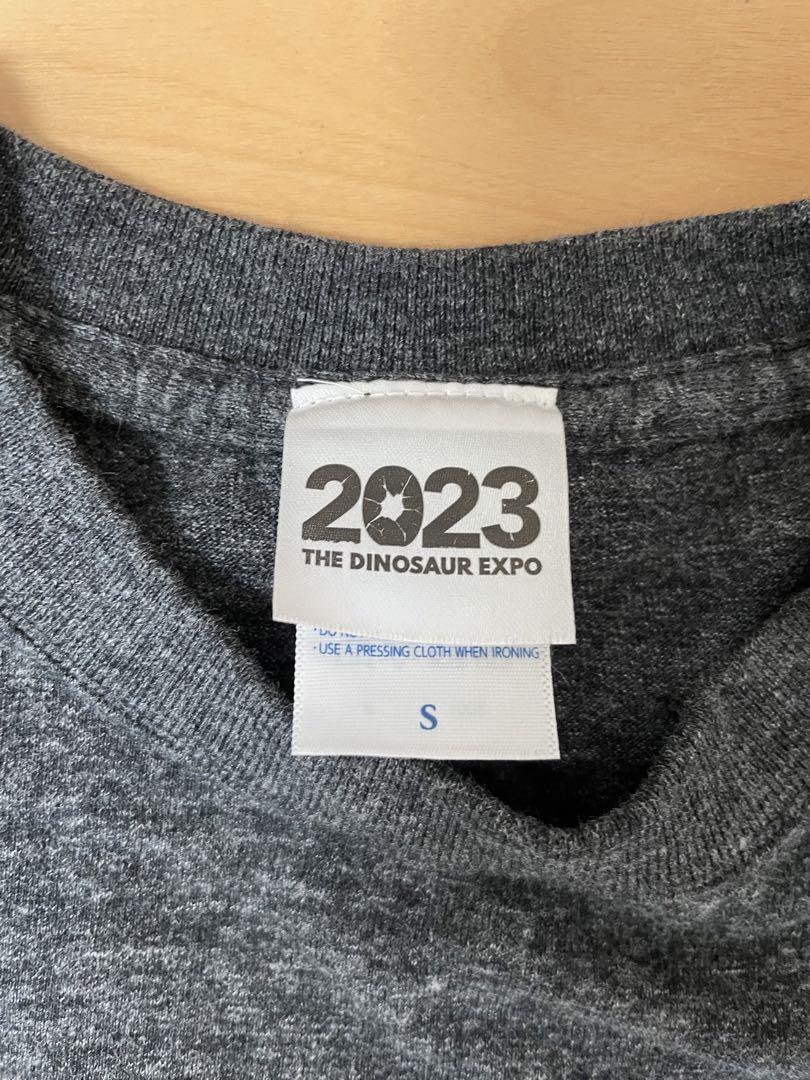 2023
THE DINOSAUR EXPO
· USE A PRESSING CLOTH WHEN IRONING
S